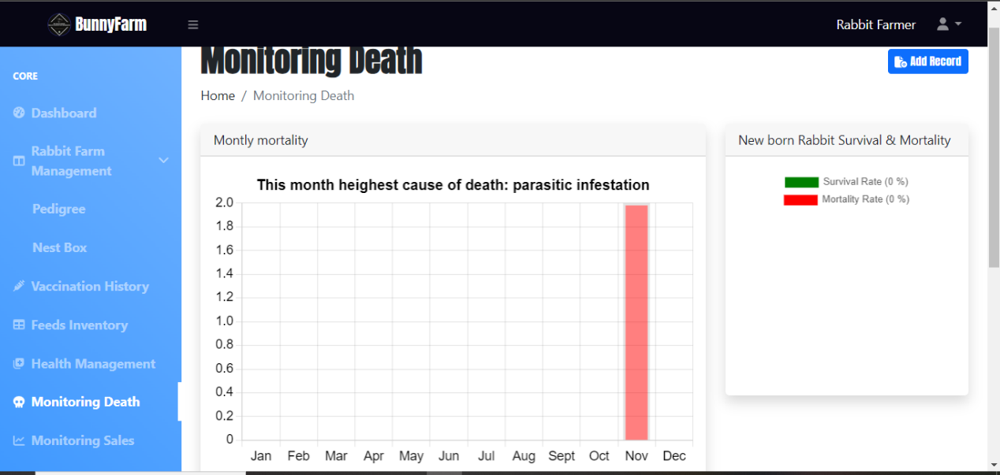 BunnyFarm
Rabbit Farmer
CORE
Dashboard
Rabbit Farm
Management
Pedigree
Nest Box
Vaccination History
Feeds Inventory
Health Management
Monitoring Death
Monitoring Sales
Monitoring Death
Add Record
Home / Monitoring Death
Montly mortality
This month heighest cause of death: parasitic infestation
2.0
1.8
1.6
1.4
1.2
1.0
0.8
0.6
0.4
0.2
0
Jan Feb Mar Apr May Jun Jul Aug Sept Oct Nov Dec
New born Rabbit Survival & Mortality
Survival Rate (0 %)
Mortality Rate (0 %)